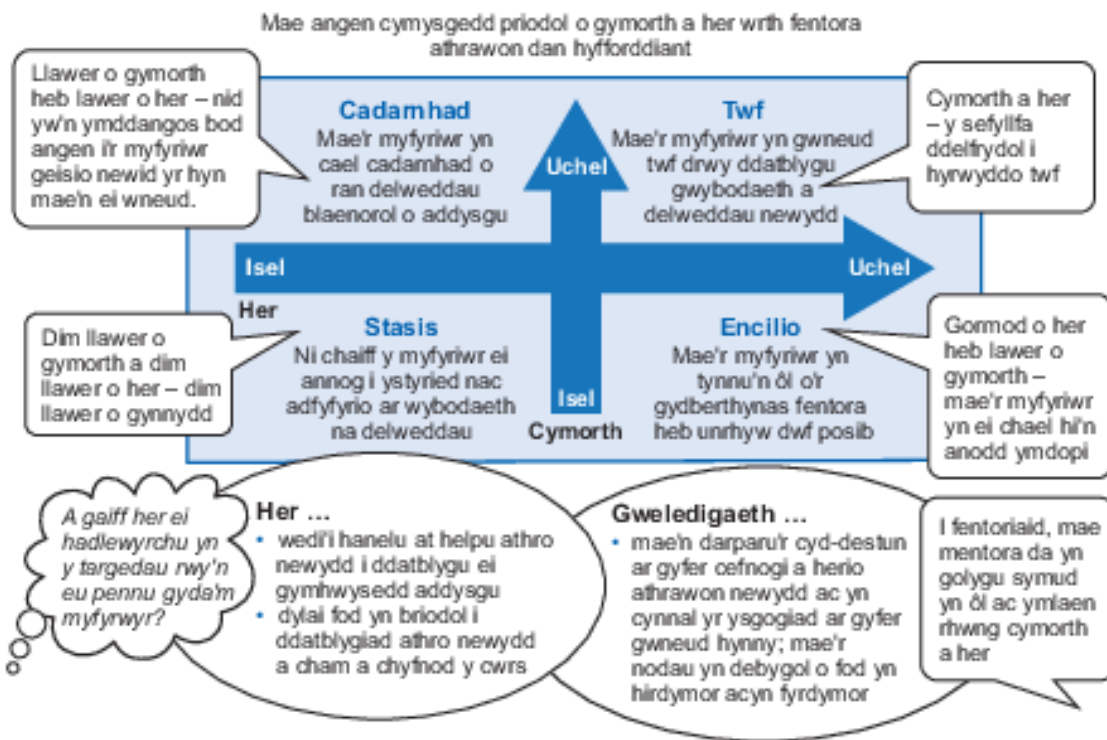 Mae angen cymysgedd priodol o gymorth a her wrth fentora
athrawon dan hyfforddiant
Llawer o gymorth
heb lawer o her – nid
yw'n ymddangos bod
angen i'r myfyriwr
geisio newid yr hyn
mae'n ei wneud.
Cadarnhad
Mae'r myfyriwr yn
cael cadarnhad o
ran delweddau
blaenorol o addysgu
Uchel
Twf
Mae'r myfyriwr yn gwneud
twf drwy ddatblygu
gwybodaeth a
delweddau newydd
Cymorth a her
– y sefyllfa
ddelfrydol i
hyrwyddo twf
Isel
Uchel
Her
Dim llawer o
gymorth a dim
llawer o her – dim
llawer o gynnydd
Stasis
Ni chaiff y myfyriwr ei
annog i ystyried nac
adfyfyrio ar wybodaeth
na delweddau
Isel
Cymorth
Encilio
Mae'r myfyriwr yn
tynnu'n ôl o'r
gydberthynas fentora
heb unrhyw dwf posib
Gormod o her
heb lawer o
gymorth –
mae'r myfyriwr
yn ei chael hi'n
anodd ymdopi
A gaiff her ei
hadlewyrchu yn
y targedau rwy'n
eu pennu gyda'm
myfyrwyr?
Her ...
• wedi'i hanelu at helpu athro
newydd i ddatblygu ei
gymhwysedd addysgu
• dylai fod yn briodol i
ddatblygiad athro newydd
a cham a chyfnod y cwrs
Gweledigaeth ...
• mae'n darparu'r cyd-destun
ar gyfer cefnogi a herio
athrawon newydd ac yn
cynnal yr ysgogiad ar gyfer
gwneud hynny; mae'r
nodau yn debygol o fod yn
hirdymor acyn fyrdymor
I fentoriaid, mae
mentora da yn
golygu symud
yn ôl ac ymlaen
rhwng cymorth
a her